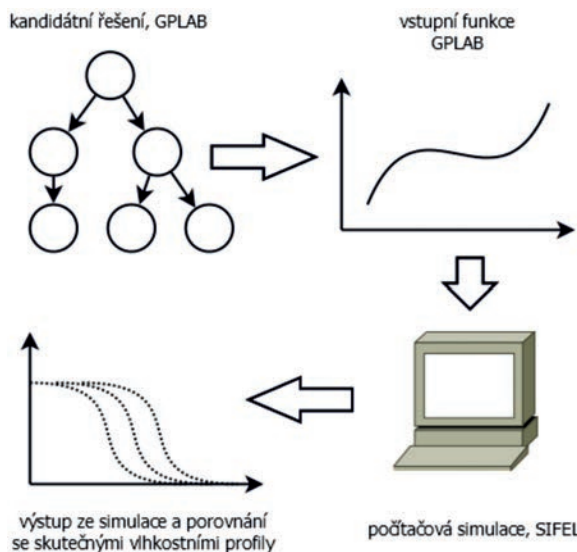 kandidátní řešení, GPLAB
vstupní funkce
GPLAB
počítačová simulace, SIFEL
výstup ze simulace a porovnání
se skutečnými vlhkostními profily